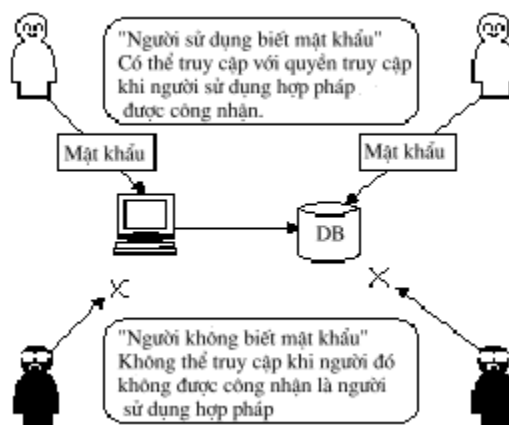 "Người sử dụng biết mật khẩu"
Có thể truy cập với quyền truy cập
khi người sử dụng hợp pháp
được công nhận.
Mật khẩu
Mật khẩu
DB
"Người không biết mật khẩu"
Không thể truy cập khi người đó
không được công nhận là người
sử dụng hợp pháp